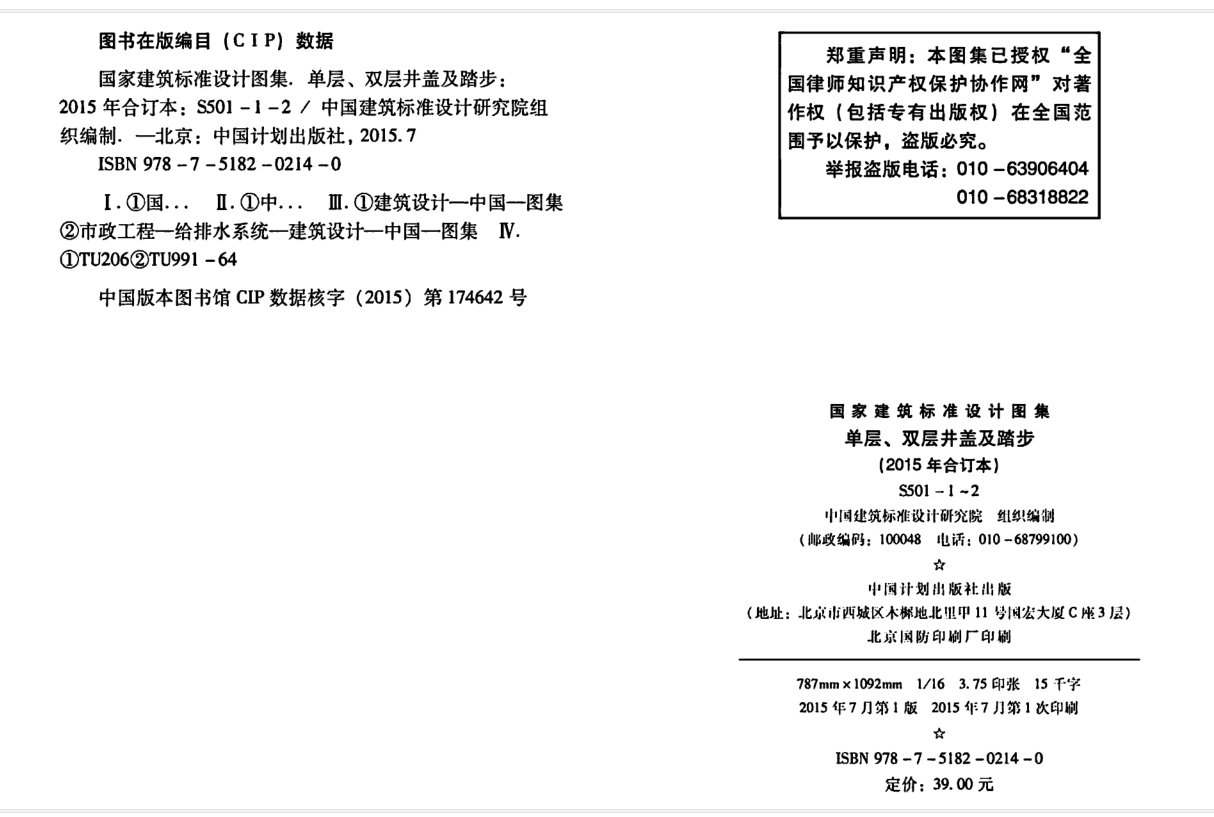 图书在版编目（CIP）数据
国家建筑标准设计图集. 单层、双层井盖及踏步：
2015 年合订本：S501－1－2 / 中国建筑标准设计研究院组
织编制. —北京：中国计划出版社，2015.7
ISBN 978－7－5182－0214－0
Ⅰ.①国... Ⅱ.①中... Ⅲ.①建筑设计—中国—图集
②市政工程—给排水系统—建筑设计—中国—图集 Ⅳ.
①TU206②TU991－64
中国版本图书馆 CIP 数据核字（2015）第 174642 号
郑重声明：本图集已授权“全
国律师知识产权保护协作网”对著
作权（包括专有出版权）在全国范
围予以保护，盗版必究。
举报盗版电话：010－63906404
010－68318822
国家建筑标准设计图集
单层、双层井盖及踏步
（2015 年合订本）
S501－1~2
中国建筑标准设计研究院 组织编制
（邮政编码：100048 电话：010－68799100）
☆
中国计划出版社出版
（地址：北京市西城区木樨地北里甲 11 号国宏大厦 C 座 3 层）
北京国防印刷厂印刷
787mm×1092mm 1/16 3.75 印张 15 千字
2015 年 7 月第 1 版 2015 年 7 月第 1 次印刷
☆
ISBN 978－7－5182－0214－0
定价：39.00 元